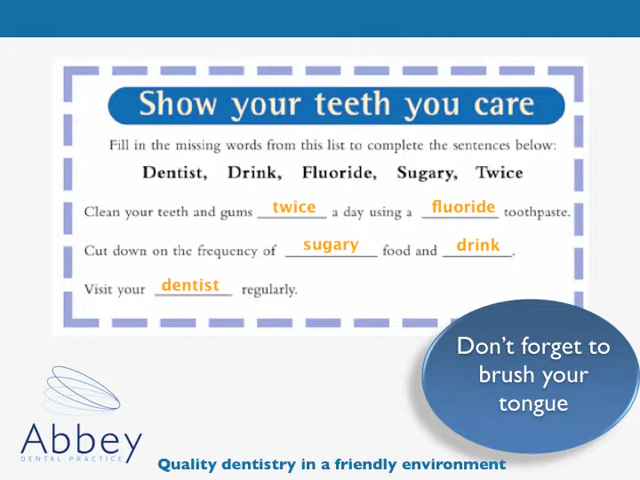 Show your teeth you care
Fill in the missing words from this list to complete the sentences below:
Dentist, Drink, Fluoride, Sugary, Twice
Clean your teeth and gums twice a day using a fluoride toothpaste.
Cut down on the frequency of sugary food and drink.
Visit your dentist regularly.
Don't forget to
brush your
tongue
Abbey
DENTAL PRACTICE
Quality dentistry in a friendly environment